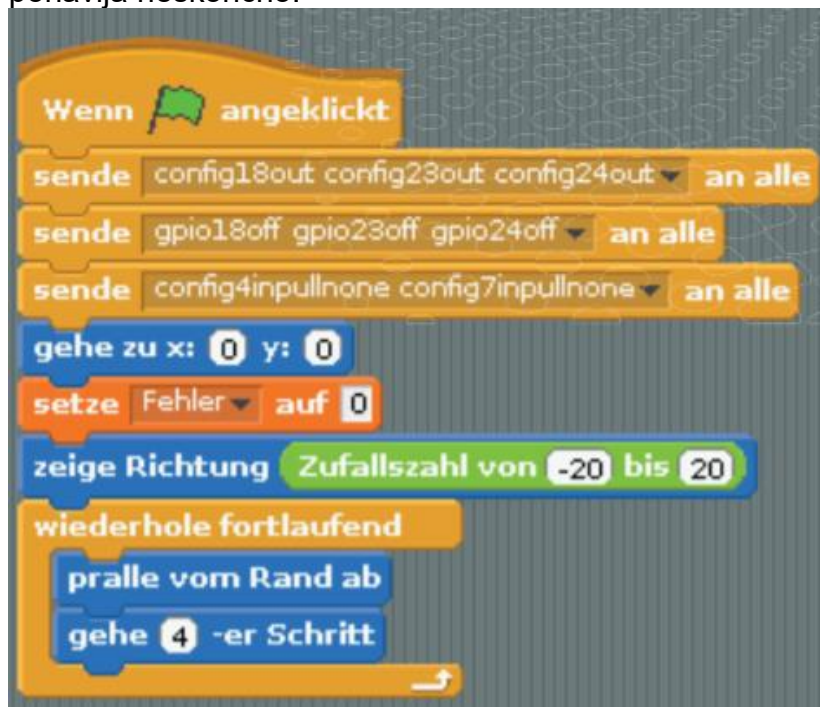 Wenn angeklickt
sende config18out config23out config24out an alle
sende gpio18off gpio23off gpio24off an alle
sende config4inpullnone config7inpullnone an alle
gehe zu x: 0 y: 0
setze Fehler auf 0
zeige Richtung Zufallszahl von -20 bis 20
wiederhole fortlaufend
pralle vom Rand ab
gehe 4 -er Schritt